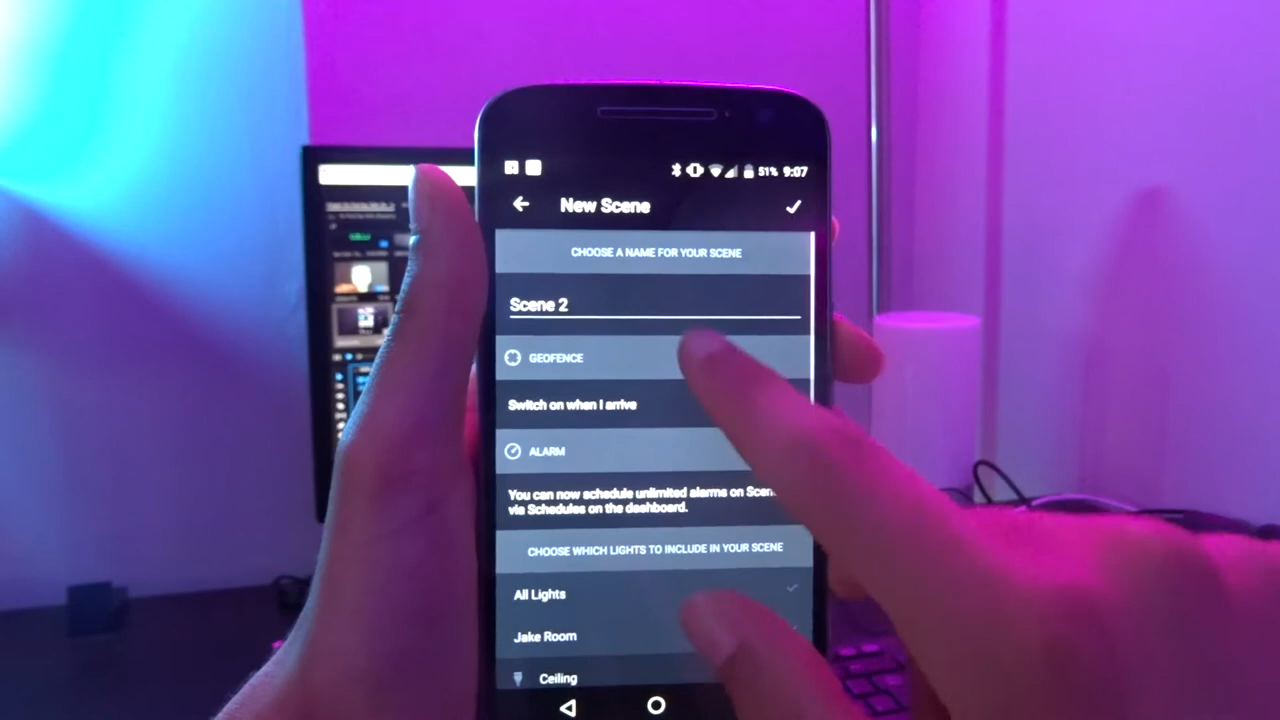 51% 9:07
New Scene
CHOOSE A NAME FOR YOUR SCENE
Scene 2
GEOFENCE
Switch on when I arrive
ALARM
You can now schedule unlimited alarms on
via Schedules on the dashboard.
CHOOSE WHICH LIGHTS TO INCLUDE IN YOUR SCENE
All Lights
Jake Room
Ceiling